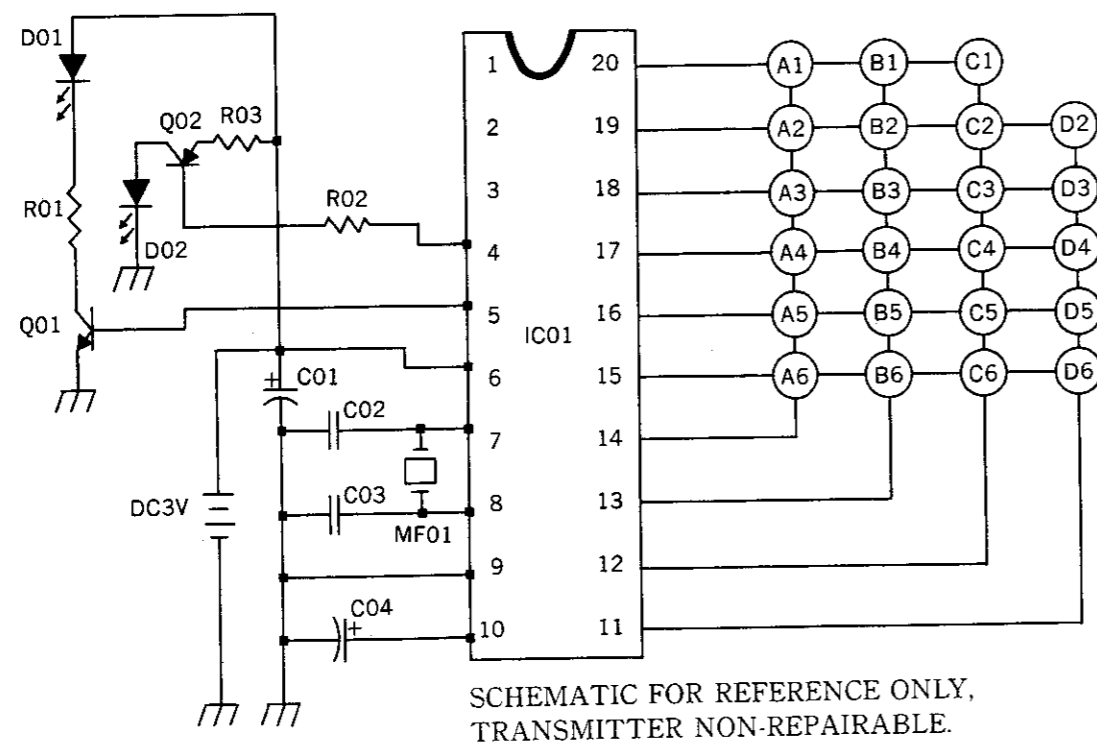 D01
Q02
R03
R01
D02
R02
Q01
C01
C02
C03
MF01
DC3V
C04
IC01
1
2
3
4
5
6
7
8
9
10
20
19
18
17
16
15
14
13
12
11
A1 B1 C1
A2 B2 C2 D2
A3 B3 C3 D3
A4 B4 C4 D4
A5 B5 C5 D5
A6 B6 C6 D6
+
+
SCHEMATIC FOR REFERENCE ONLY,
TRANSMITTER NON-REPAIRABLE.